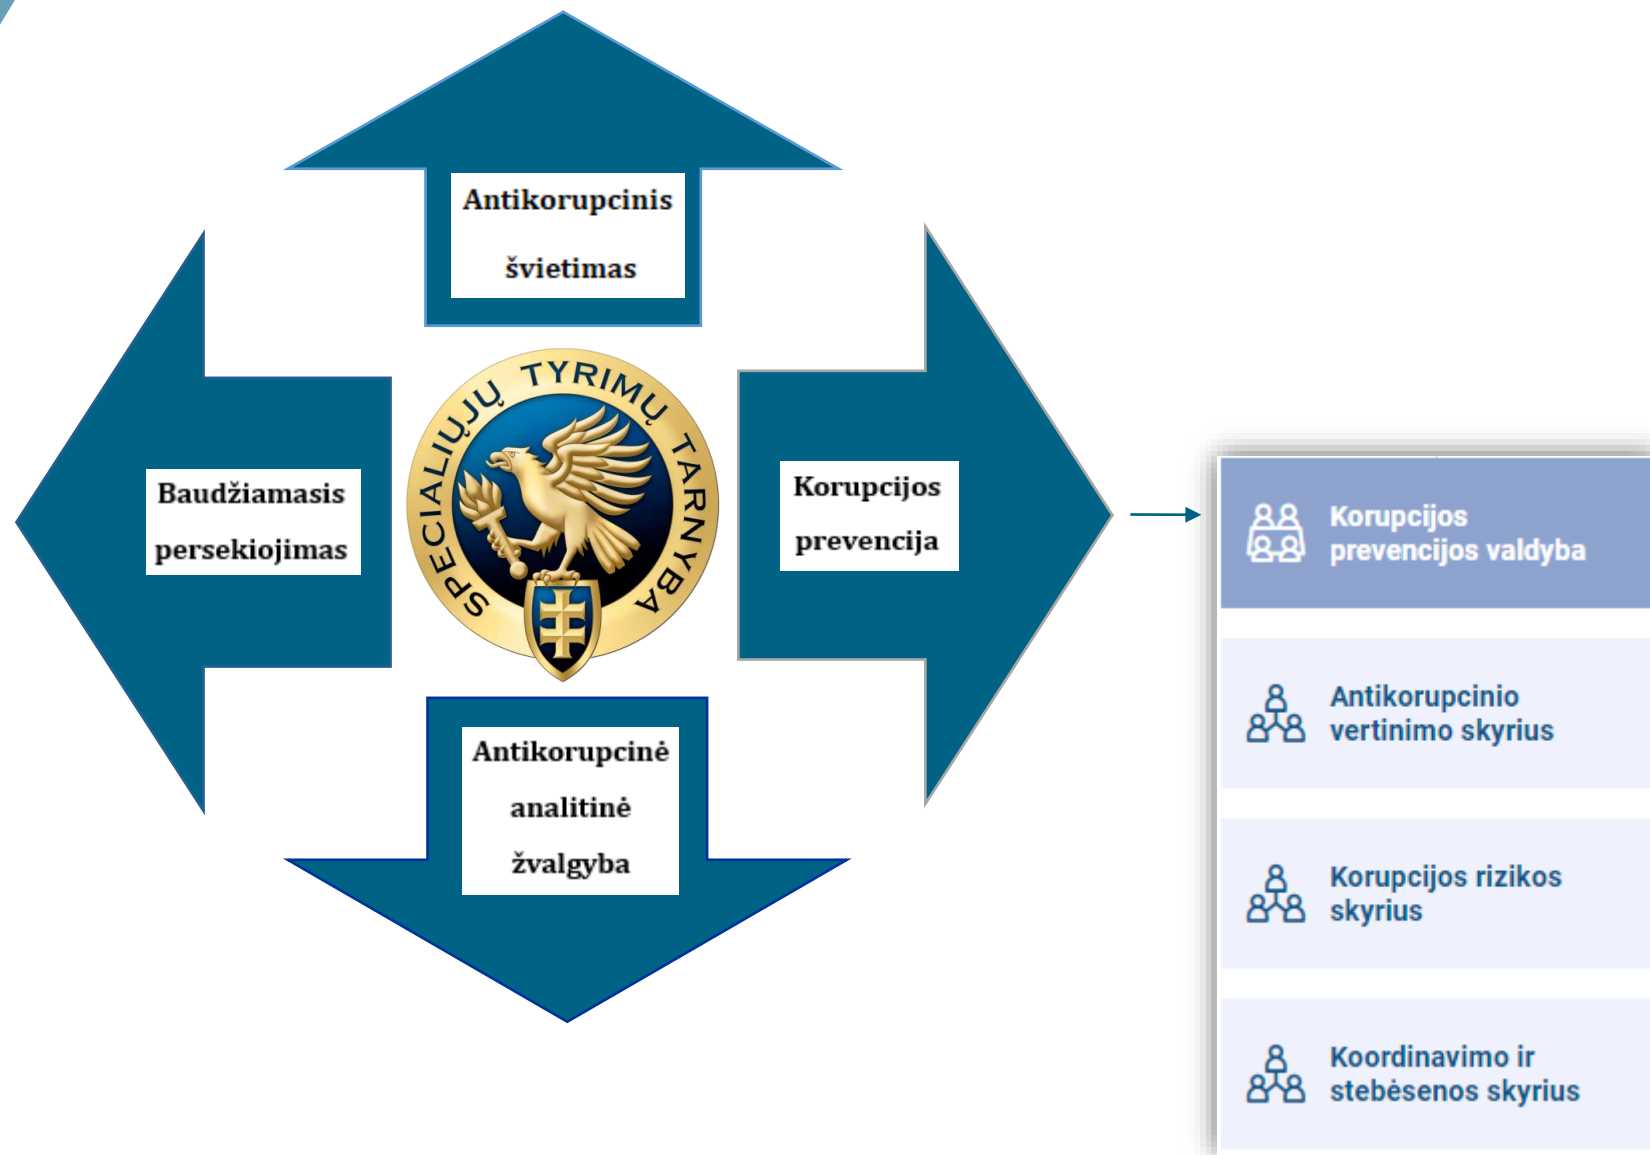 Antikorupcinis
švietimas
Baudžiamasis
persekiojimas
SPECIALIŲJŲ TYRIMŲ TARNYBA
Korupcijos
prevencija
Antikorupcinė
analitinė
žvalgyba
Korupcijos
prevencijos valdyba
Antikorupcinio
vertinimo skyrius
Korupcijos rizikos
skyrius
Koordinavimo ir
stebėsenos skyrius